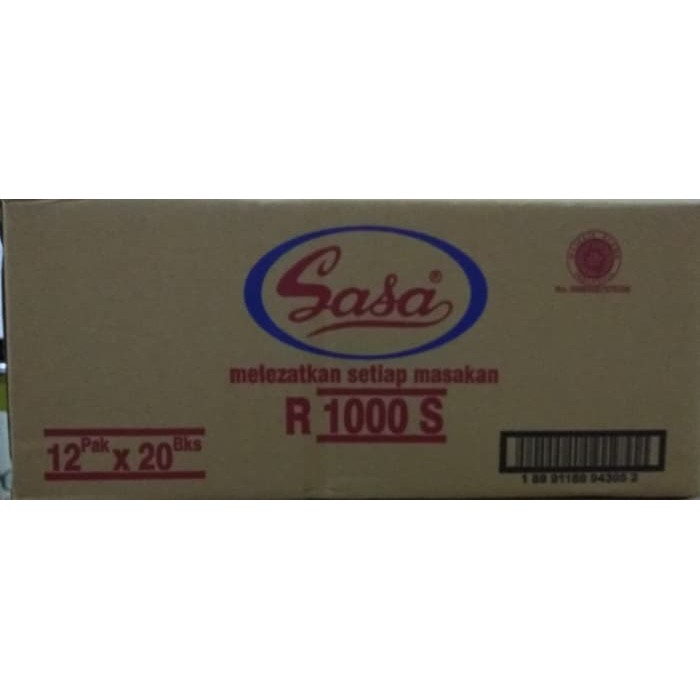 Sasa®
melezatkan setiap masakan
R 1000 S
12 Pak x 20 Bks